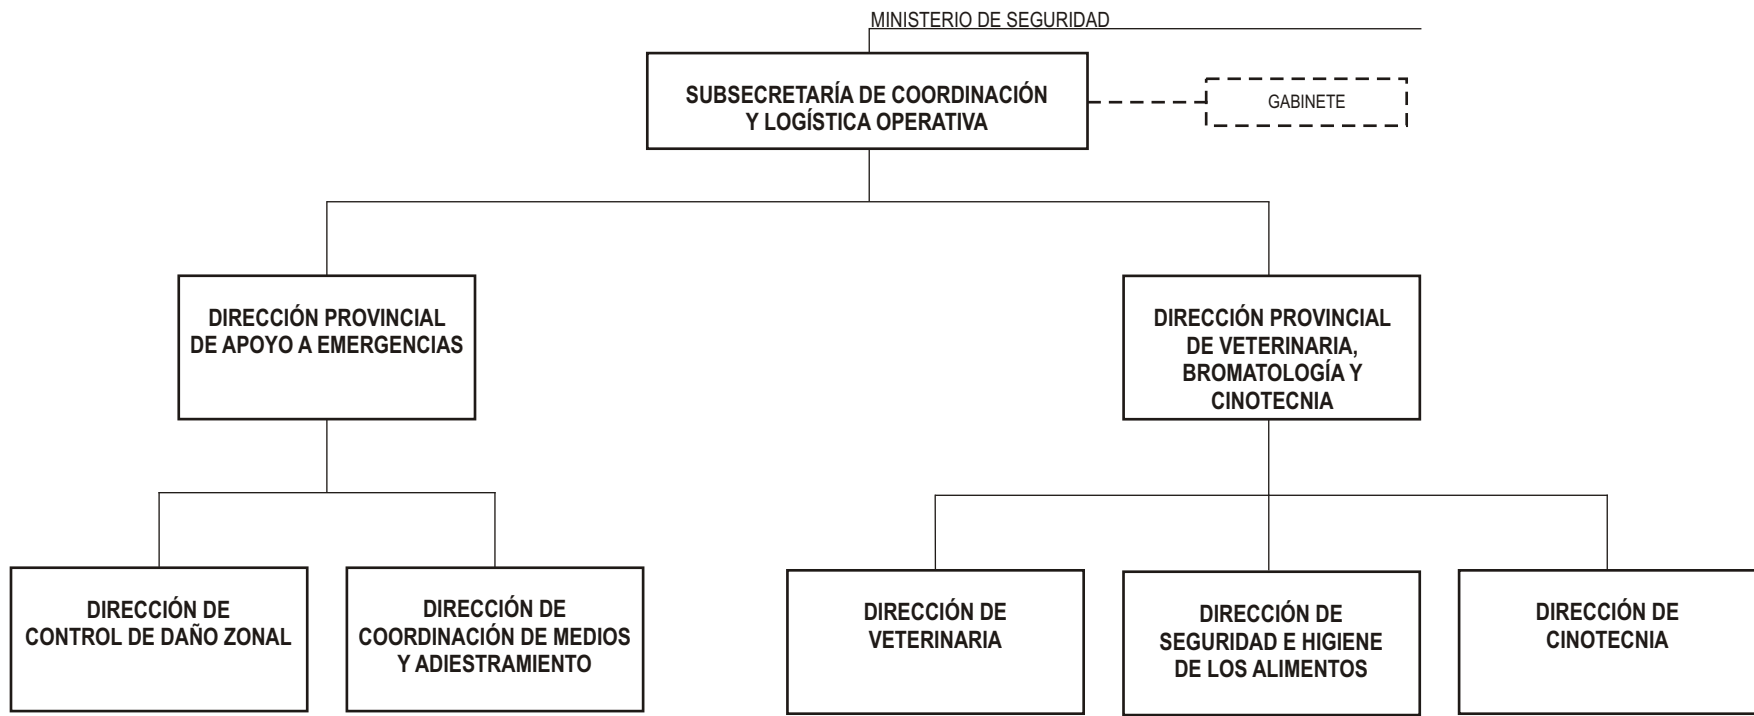 MINISTERIO DE SEGURIDAD
SUBSECRETARÍA DE COORDINACIÓN
Y LOGÍSTICA OPERATIVA
GABINETE
DIRECCIÓN PROVINCIAL
DE APOYO A EMERGENCIAS
DIRECCIÓN PROVINCIAL
DE VETERINARIA,
BROMATOLOGÍA Y
CINOTECNIA
DIRECCIÓN DE
CONTROL DE DAÑO ZONAL
DIRECCIÓN DE
COORDINACIÓN DE MEDIOS
Y ADIESTRAMIENTO
DIRECCIÓN DE
VETERINARIA
DIRECCIÓN DE
SEGURIDAD E HIGIENE
DE LOS ALIMENTOS
DIRECCIÓN DE
CINOTECNIA